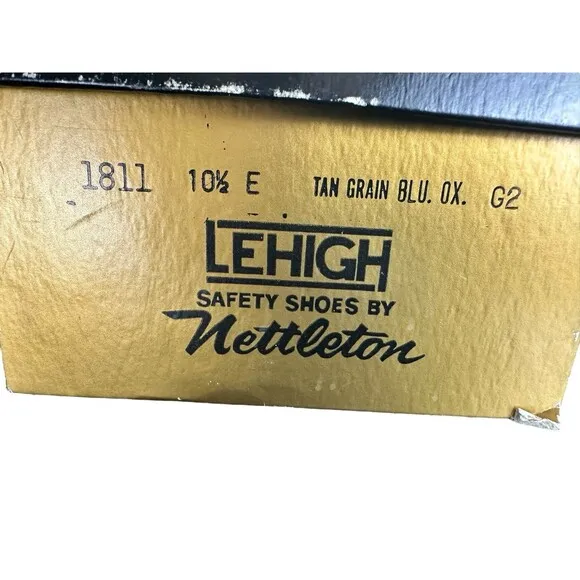 1811 10½ E TAN GRAIN BLU. OX. G2
LEHIGH
SAFETY SHOES BY
Nettleton